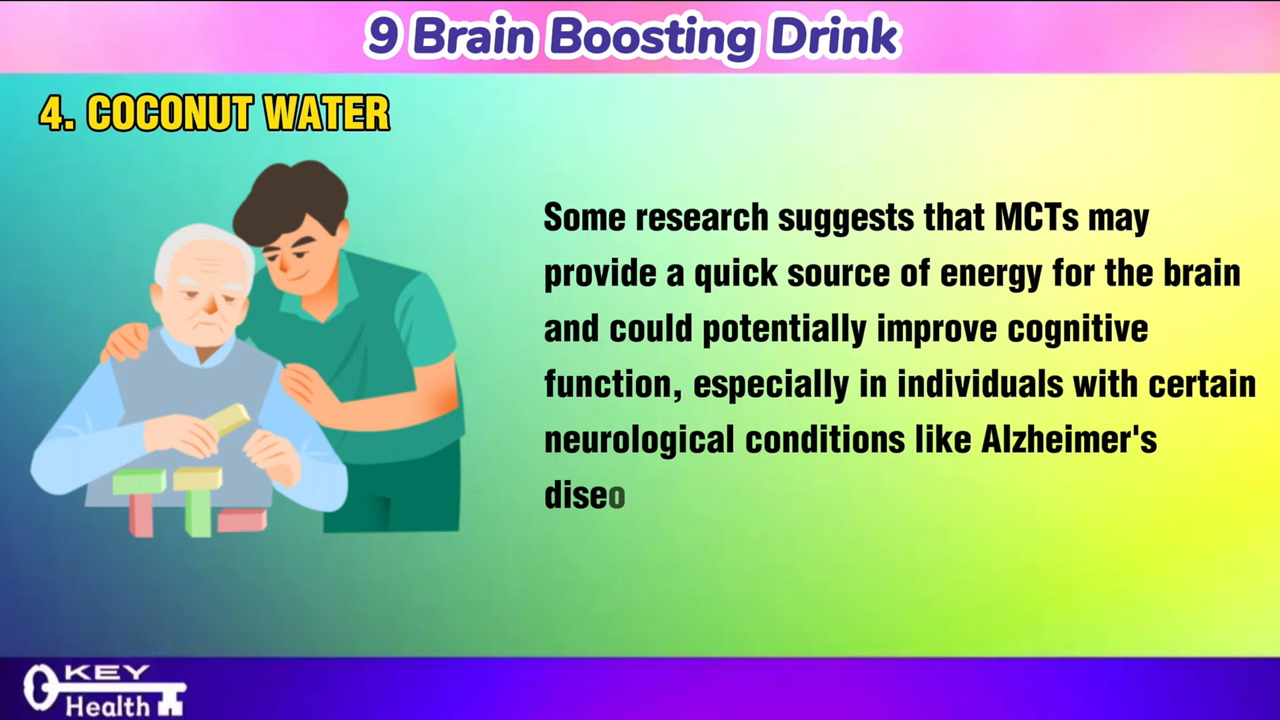 9 Brain Boosting Drink
4. COCONUT WATER
Some research suggests that MCTs may
provide a quick source of energy for the brain
and could potentially improve cognitive
function, especially in individuals with certain
neurological conditions like Alzheimer's
diseo
KEY
Health